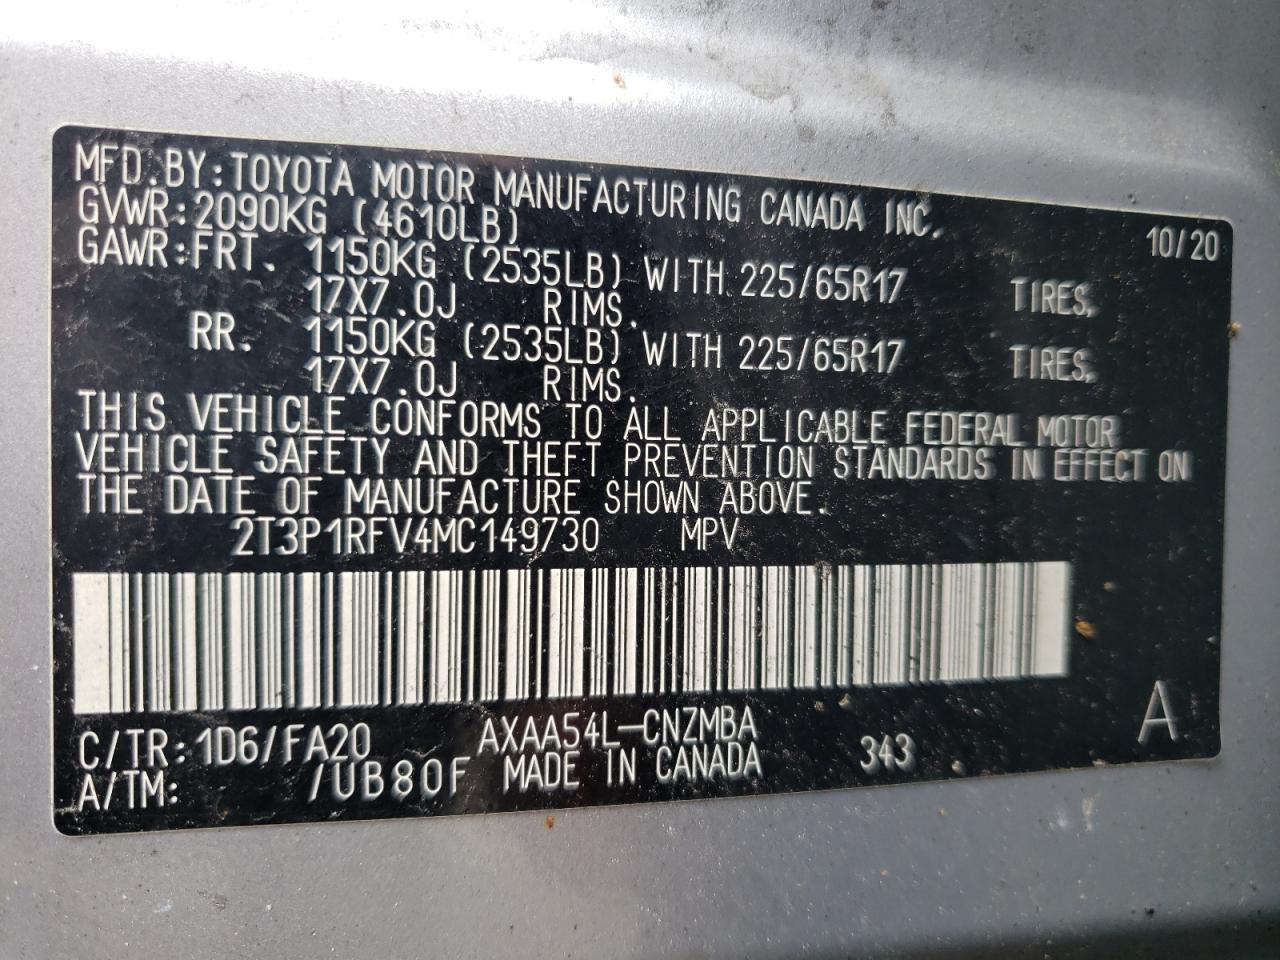 MFD.BY:TOYOTA MOTOR MANUFACTURING CANADA INC.
GVWR:2090KG (4610LB) 10/20
GAWR:FRT. 1150KG (2535LB) WITH 225/65R17 TIRES,
17X7.0J RIMS.
RR. 1150KG (2535LB) WITH 225/65R17 TIRES,
17X7.0J RIMS.
THIS VEHICLE CONFORMS TO ALL APPLICABLE FEDERAL MOTOR
VEHICLE SAFETY AND THEFT PREVENTION STANDARDS IN EFFECT ON
THE DATE OF MANUFACTURE SHOWN ABOVE.
2T3P1RFV4MC149730 MPV
C/TR:1D6/FA20 AXAA54L-CNZMBA A
A/TM: /UB80F MADE IN CANADA 343